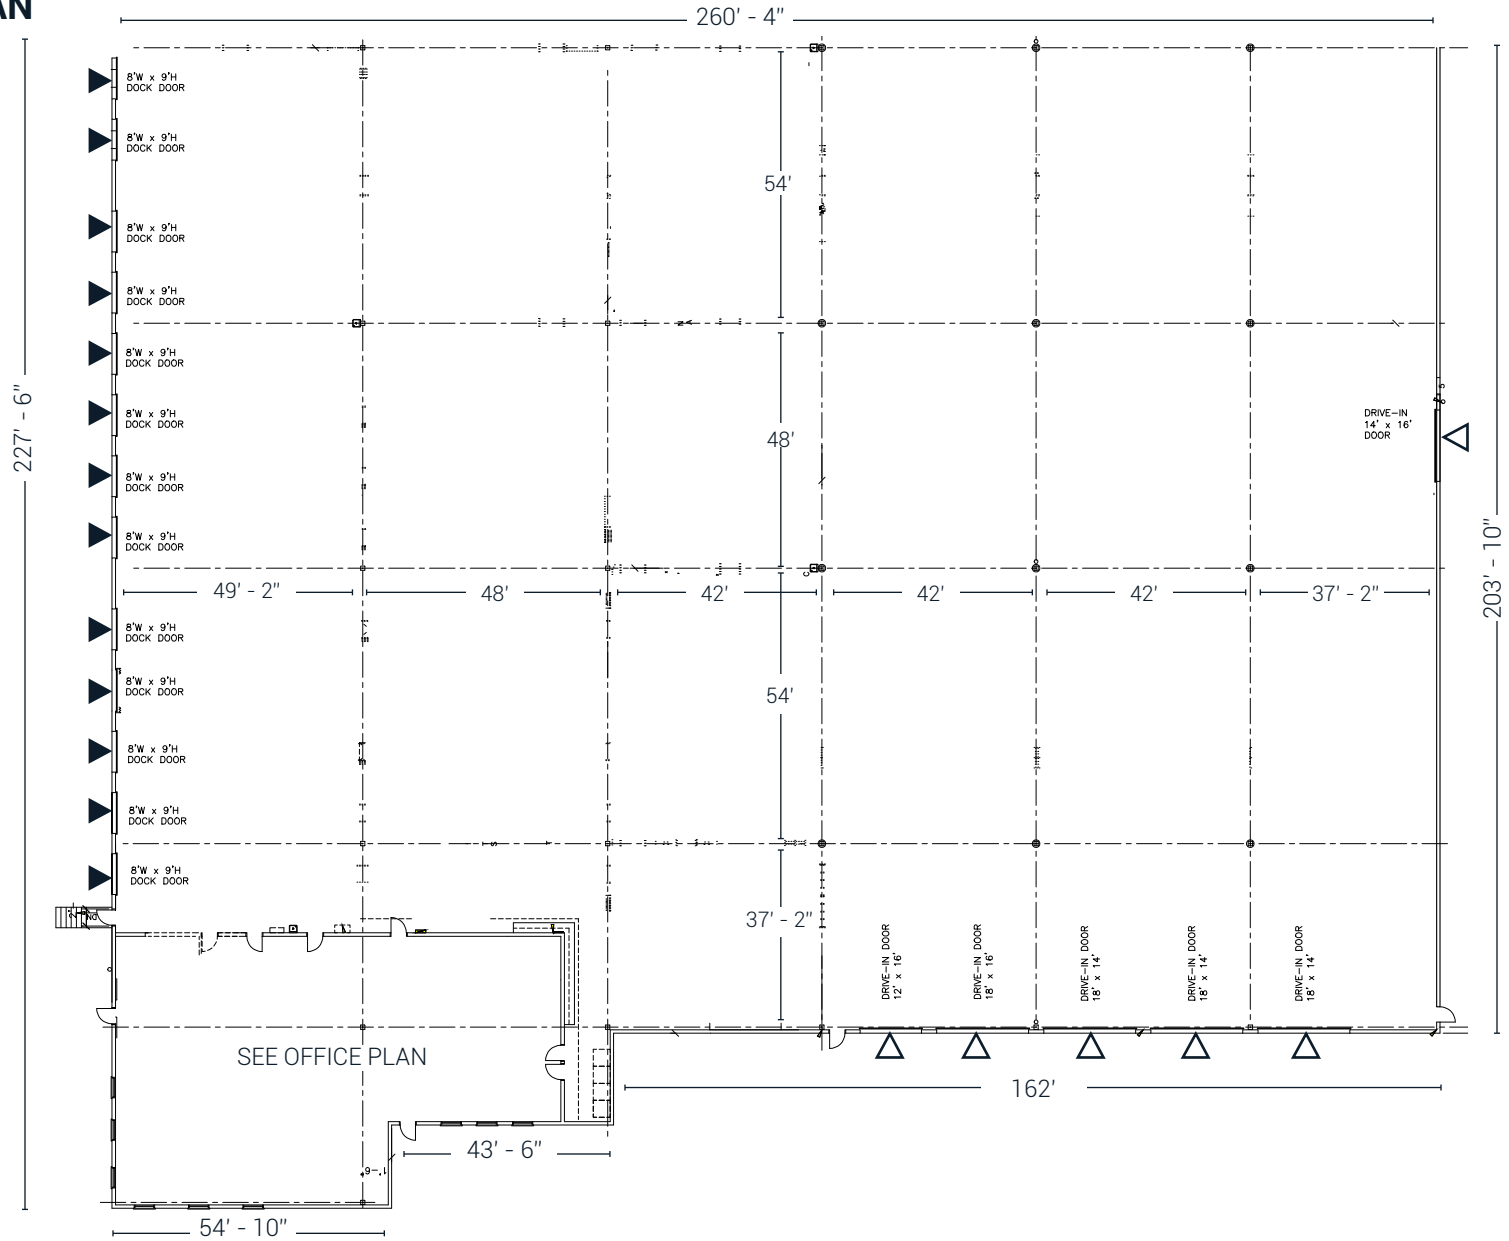 AN
260' - 4"
8'W x 9'H
DOCK DOOR
8'W x 9'H
DOCK DOOR
54'
8'W x 9'H
DOCK DOOR
8'W x 9'H
DOCK DOOR
8'W x 9'H
DOCK DOOR
227' - 6"
8'W x 9'H
DOCK DOOR
48'
DRIVE-IN
14' x 16'
DOOR
8'W x 9'H
DOCK DOOR
8'W x 9'H
DOCK DOOR
203' - 10"
49' - 2"
48'
42'
42'
42'
37' - 2"
8'W x 9'H
DOCK DOOR
8'W x 9'H
DOCK DOOR
54'
8'W x 9'H
DOCK DOOR
8'W x 9'H
DOCK DOOR
8'W x 9'H
DOCK DOOR
DN
37' - 2"
DRIVE-IN DOOR
12' x 16'
DRIVE-IN DOOR
18' x 16'
DRIVE-IN DOOR
18' x 14'
DRIVE-IN DOOR
18' x 14'
DRIVE-IN DOOR
18' x 14'
SEE OFFICE PLAN
162'
43' - 6"
1'-6"
54' - 10"